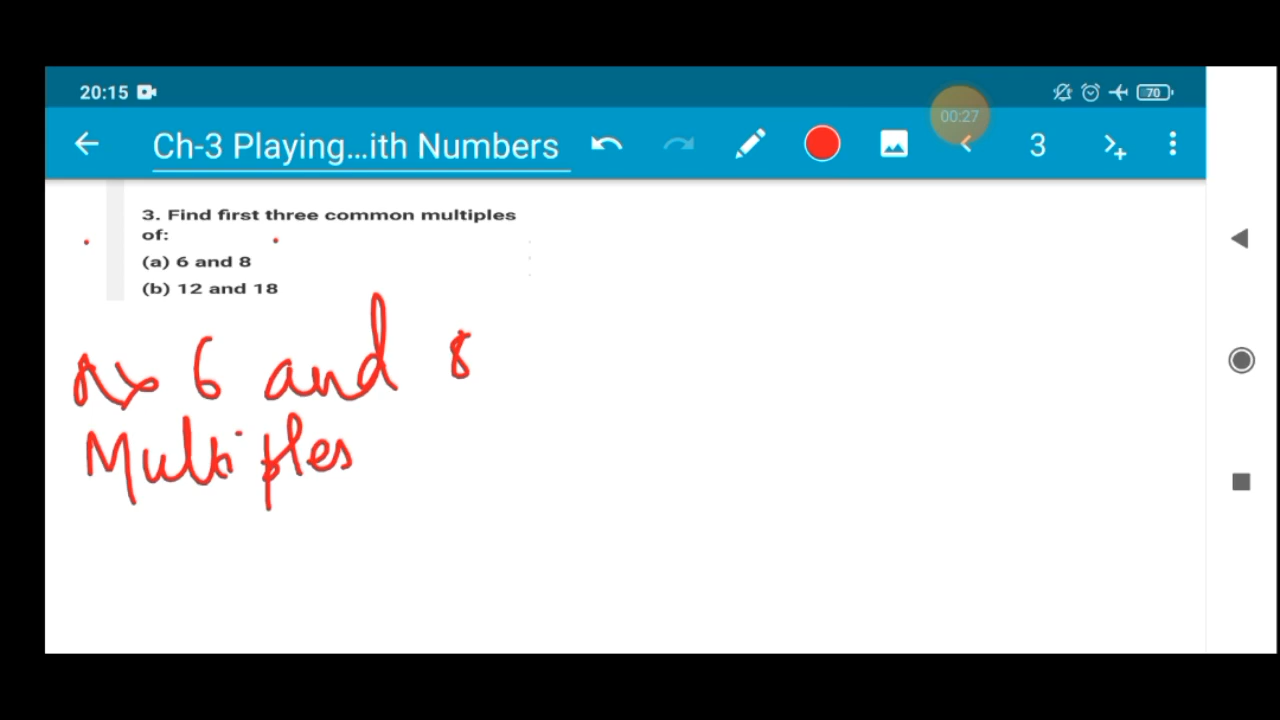 20:15
70
00:27
Ch-3 Playing...ith Numbers
3
3. Find first three common multiples
of:
(a) 6 and 8
(b) 12 and 18
6 and 8
Multiples